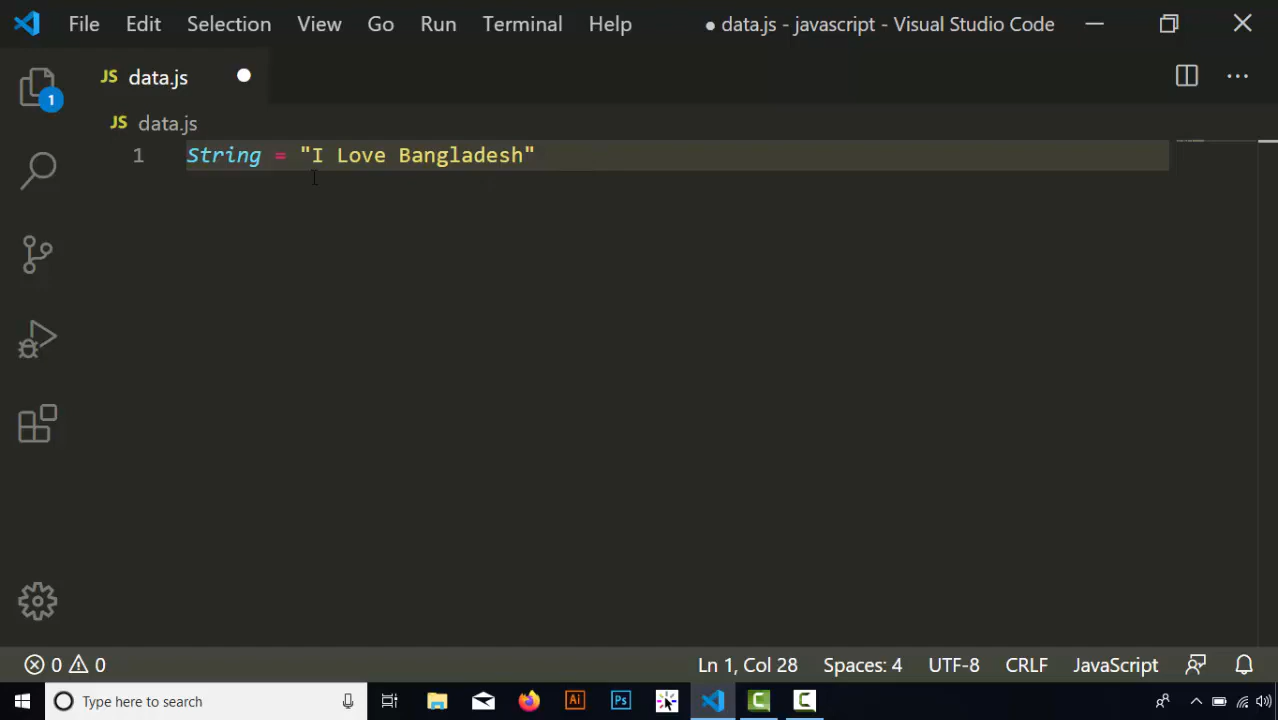 File Edit Selection View Go Run Terminal Help ● data.js - javascript - Visual Studio Code
JS data.js
1
JS data.js
1 String = "I Love Bangladesh"
0 0 Ln 1, Col 28 Spaces: 4 UTF-8 CRLF JavaScript
Type here to search Ai Ps C C